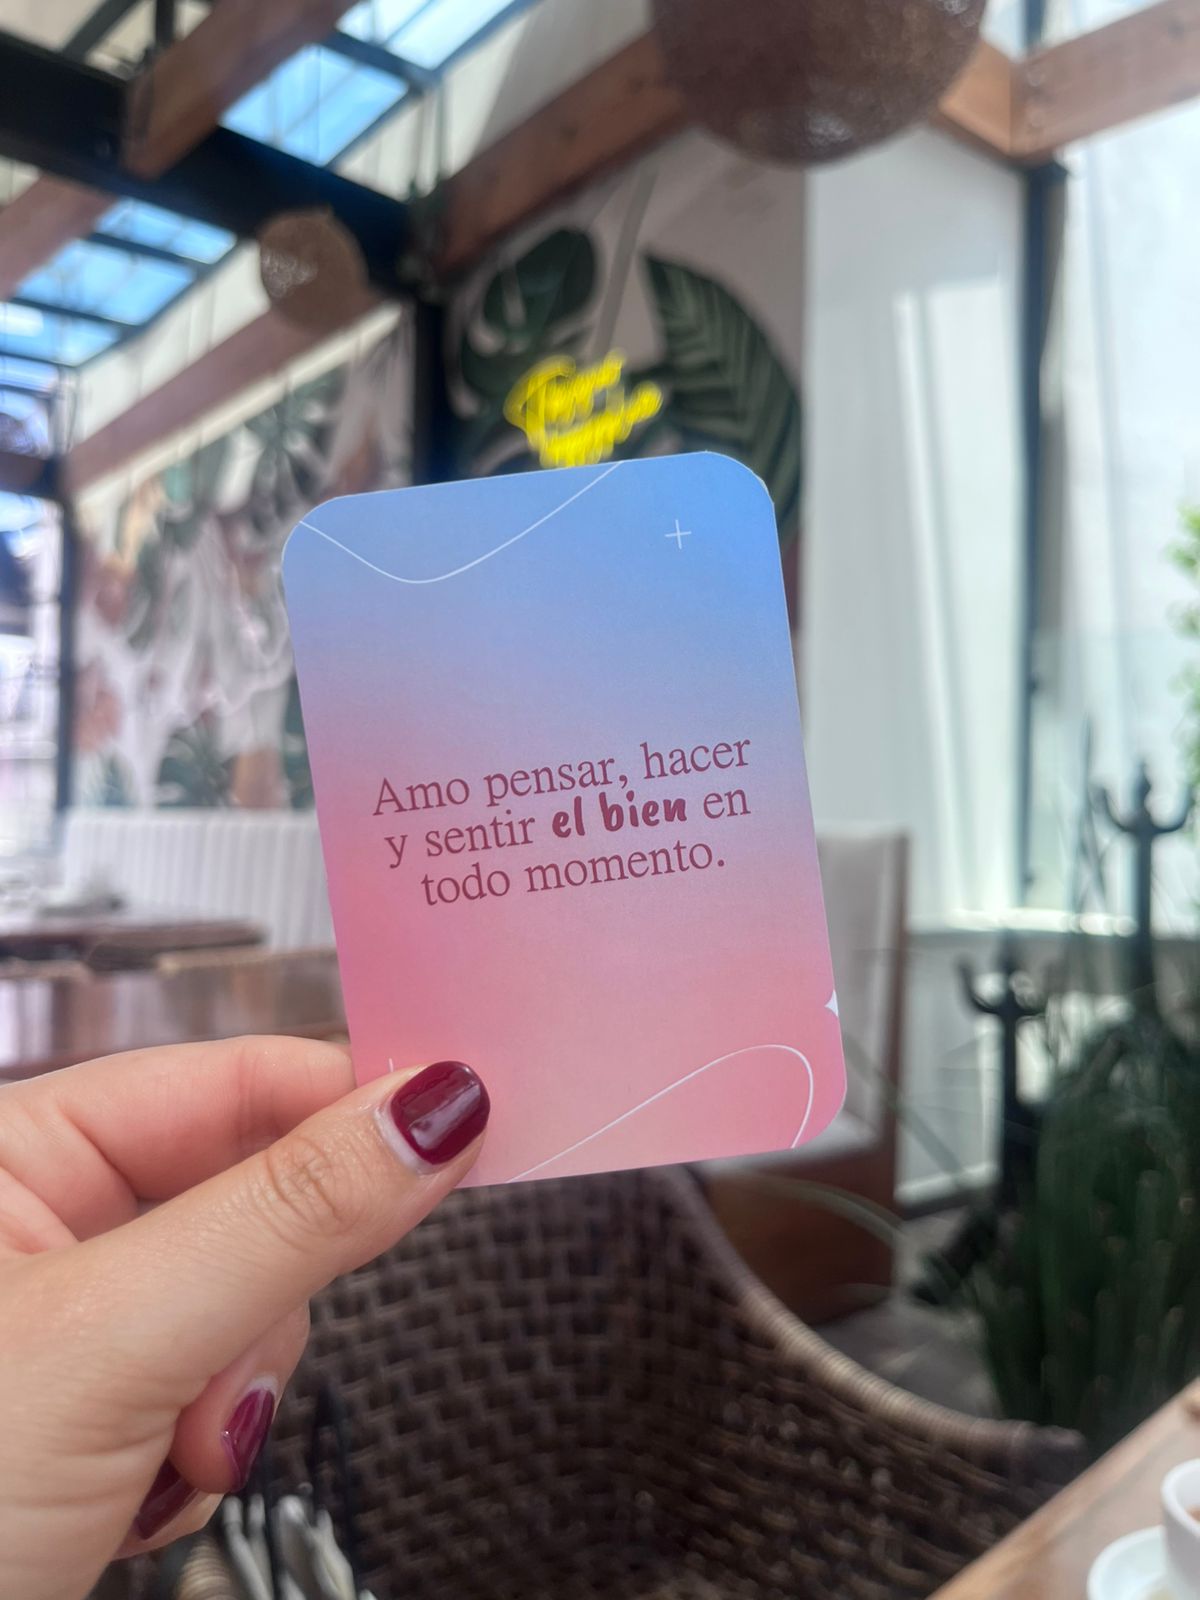 Amo pensar, hacer
y sentir el bien en
todo momento.